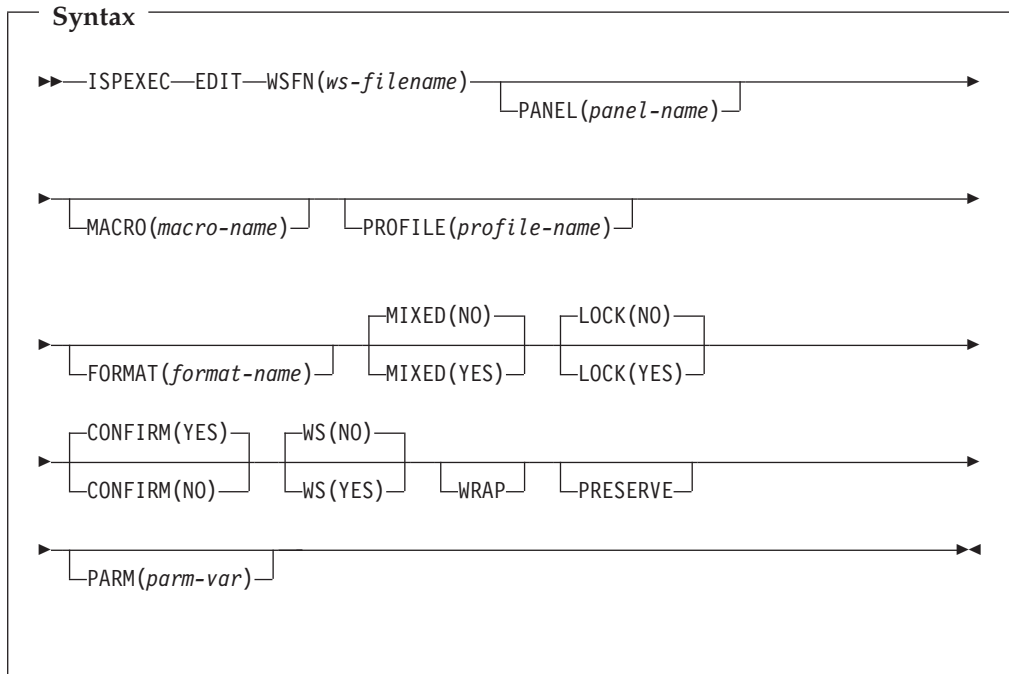 Syntax
ISPEXEC EDIT WSFN(ws-filename)
PANEL(panel-name)
MACRO(macro-name) PROFILE(profile-name)
MIXED(NO) LOCK(NO)
FORMAT(format-name) MIXED(YES) LOCK(YES)
CONFIRM(YES) WS(NO)
CONFIRM(NO) WS(YES) WRAP PRESERVE
PARM(parm-var)